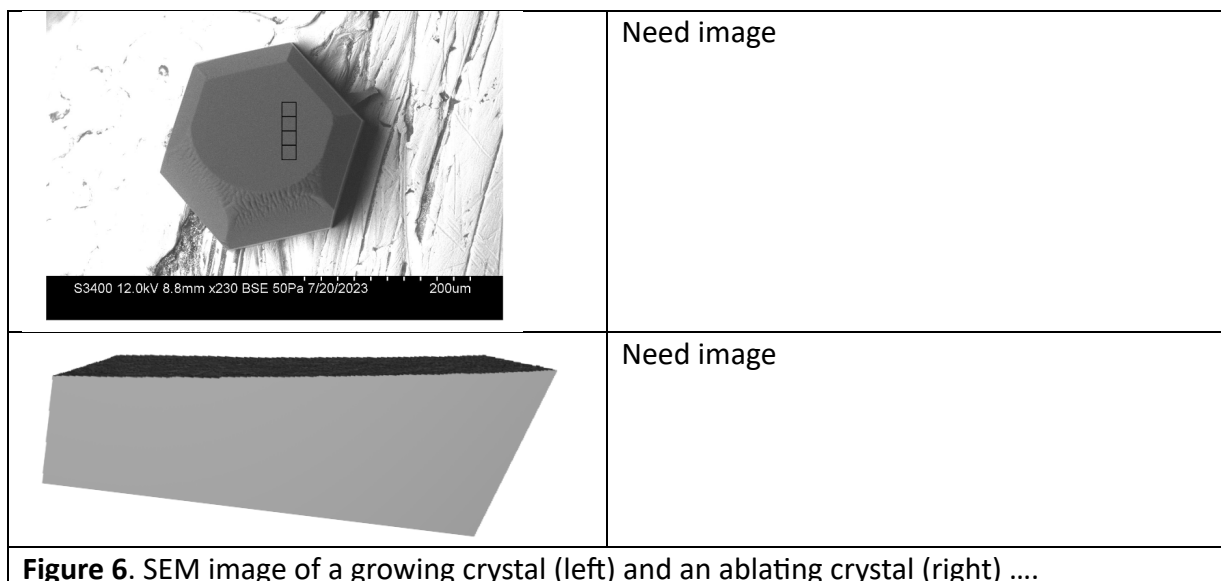 Need image
S3400 12.0kV 8.8mm x230 BSE 50Pa 7/20/2023 200um
Need image
Figure 6. SEM image of a growing crystal (left) and an ablating crystal (right) ….